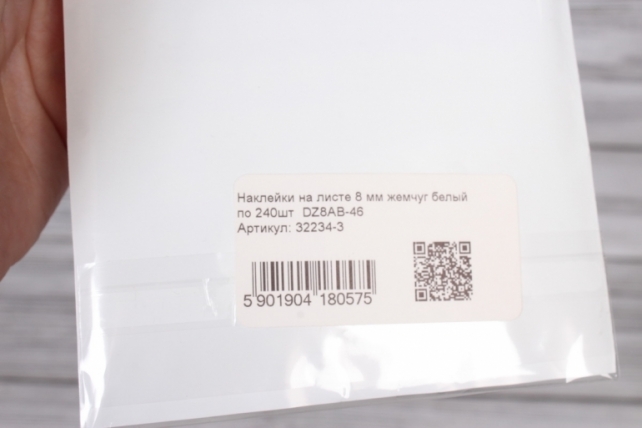 Наклейки на листе 8 мм жемчуг белый
по 240шт DZ8AB-46
Артикул: 32234-3
5 901904 180575